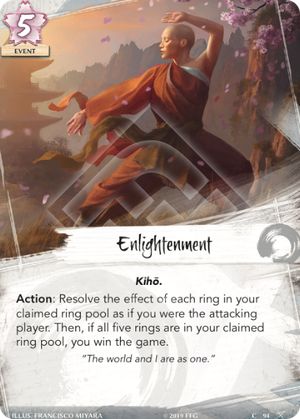 5
EVENT
Enlightenment
Kihō.
Action: Resolve the effect of each ring in your
claimed ring pool as if you were the attacking
player. Then, if all five rings are in your claimed
ring pool, you win the game.
"The world and I are as one."
ILLUS. FRANCISCO MIYARA
© 2019 FFG
C 94